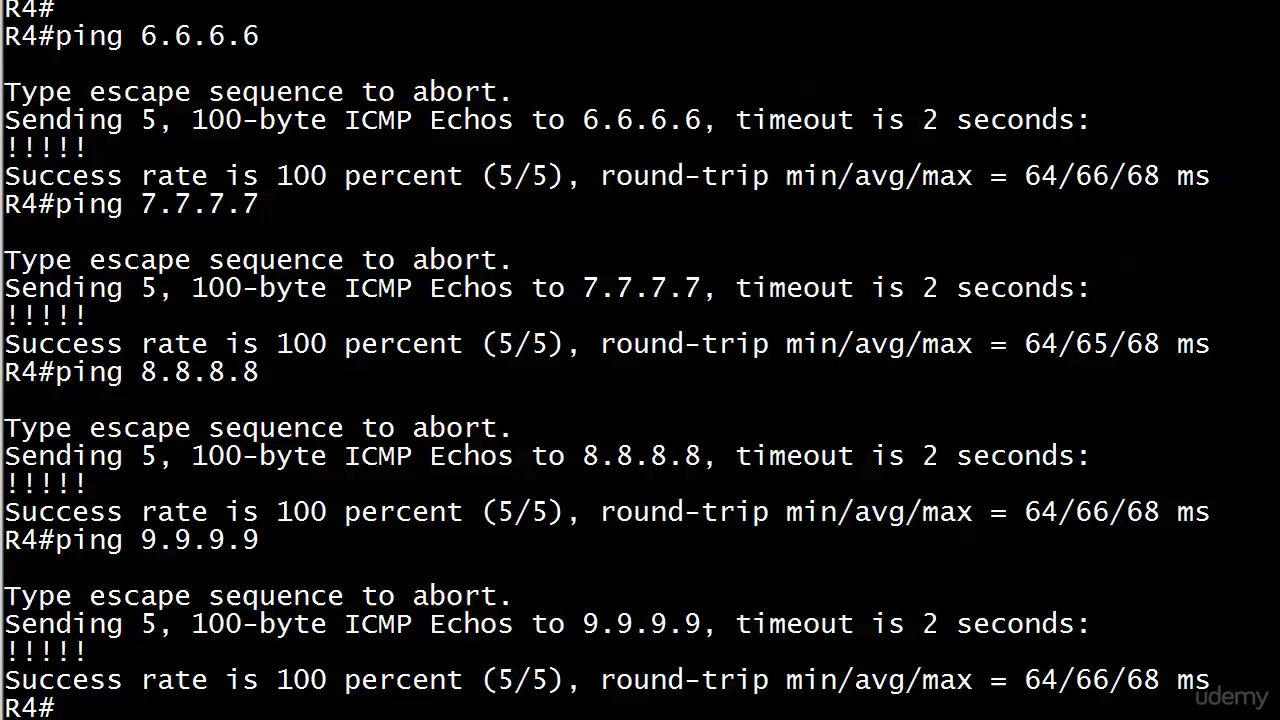 R4#
R4#ping 6.6.6.6
Type escape sequence to abort.
Sending 5, 100-byte ICMP Echos to 6.6.6.6, timeout is 2 seconds:
!!!!!
Success rate is 100 percent (5/5), round-trip min/avg/max = 64/66/68 ms
R4#ping 7.7.7.7
Type escape sequence to abort.
Sending 5, 100-byte ICMP Echos to 7.7.7.7, timeout is 2 seconds:
!!!!!
Success rate is 100 percent (5/5), round-trip min/avg/max = 64/65/68 ms
R4#ping 8.8.8.8
Type escape sequence to abort.
Sending 5, 100-byte ICMP Echos to 8.8.8.8, timeout is 2 seconds:
!!!!!
Success rate is 100 percent (5/5), round-trip min/avg/max = 64/66/68 ms
R4#ping 9.9.9.9
Type escape sequence to abort.
Sending 5, 100-byte ICMP Echos to 9.9.9.9, timeout is 2 seconds:
!!!!!
Success rate is 100 percent (5/5), round-trip min/avg/max = 64/66/68 ms
R4#
udemy